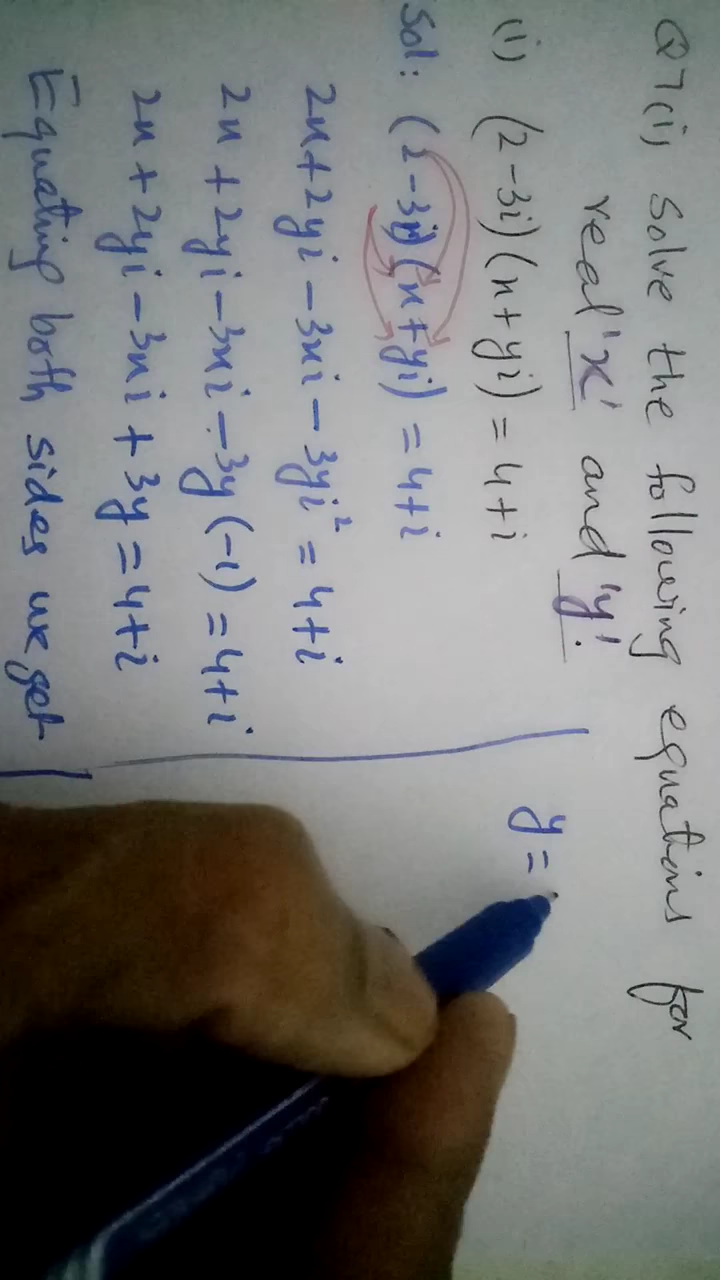 Q7(i) Solve the following equations for
real 'x' and 'y'.
(i) (2-3i)(x+yi)=4+i
Sol: (2-3i)(x+yi)=4+i
2x+2yi-3xi-3yi²=4+i
2x+2yi-3xi-3y(-1)=4+i
2x+2yi-3xi+3y=4+i
Equating both sides we get
y=